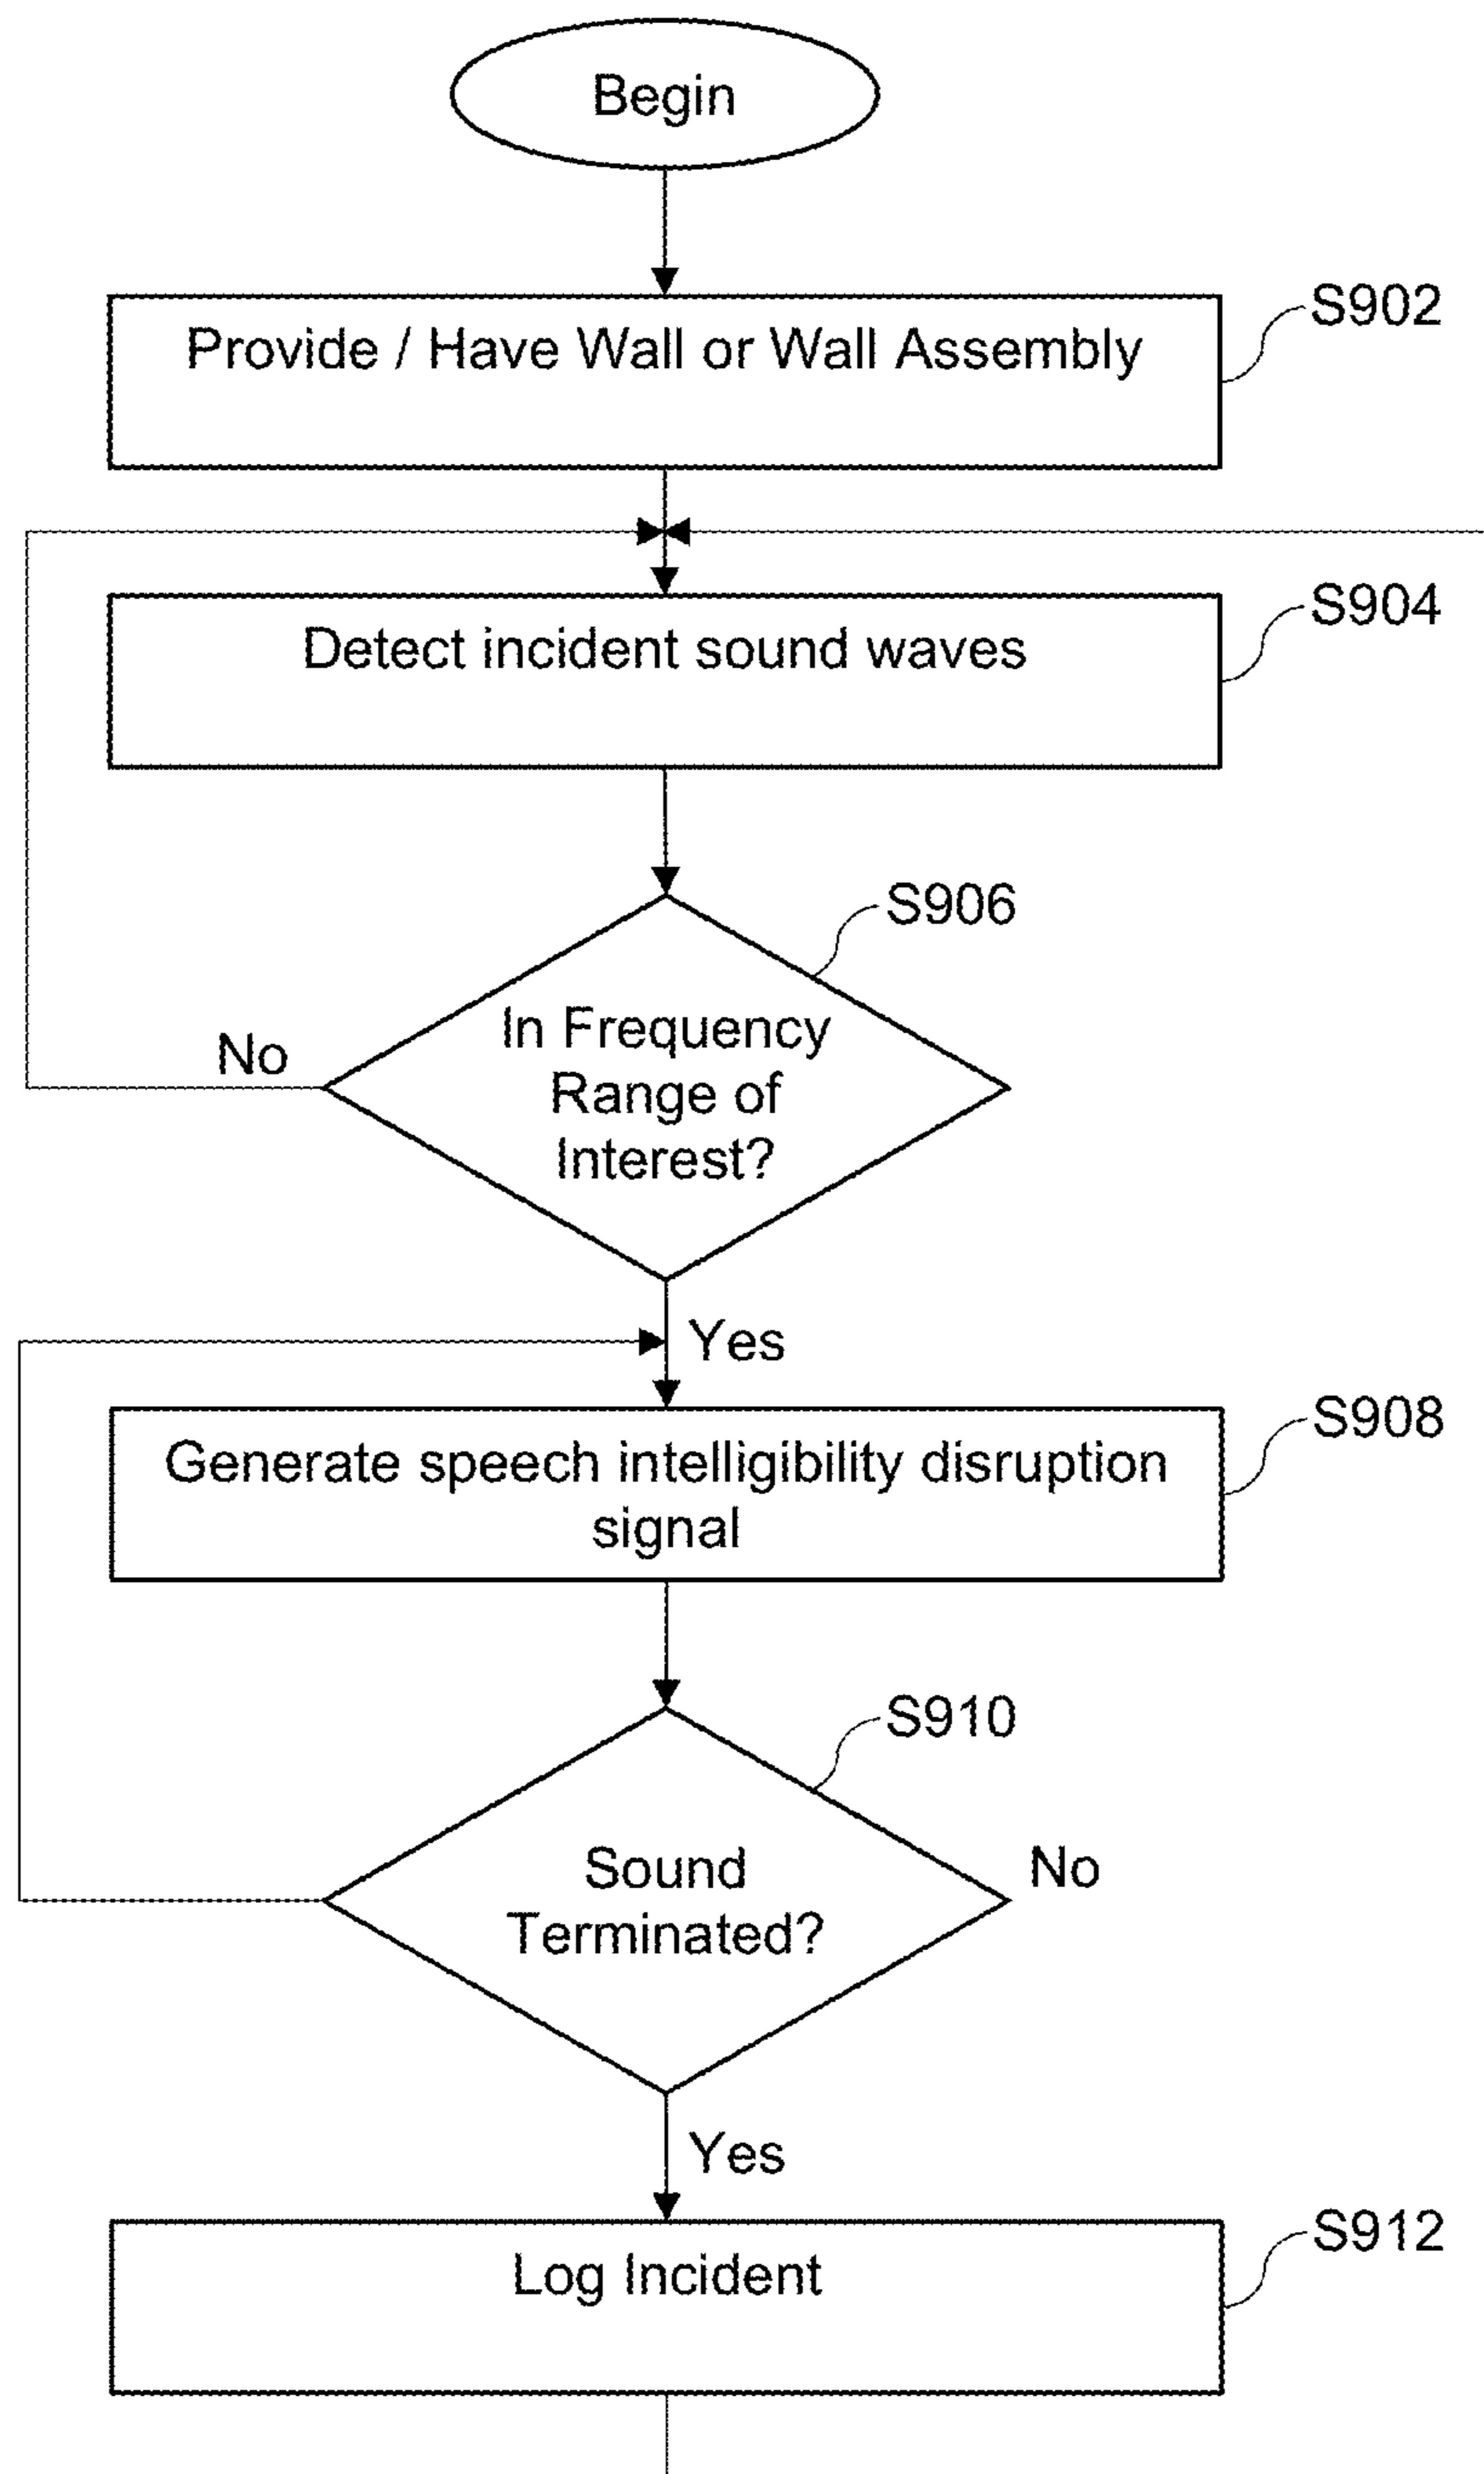 Begin
Provide / Have Wall or Wall Assembly
S902
Detect incident sound waves
S904
S906
In Frequency
Range of
Interest?
No
Yes
Generate speech intelligibility disruption
signal
S908
S910
Sound
Terminated?
No
Yes
Log Incident
S912